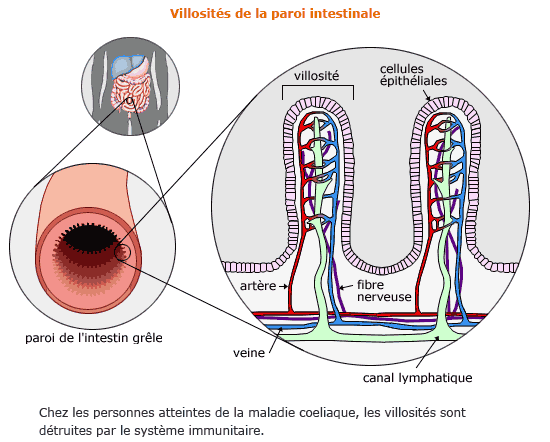 Villosités de la paroi intestinale
villosité
cellules
épithéliales
artère
fibre
nerveuse
paroi de l'intestin grêle
veine
canal lymphatique
Chez les personnes atteintes de la maladie coeliaque, les villosités sont
détruites par le système immunitaire.